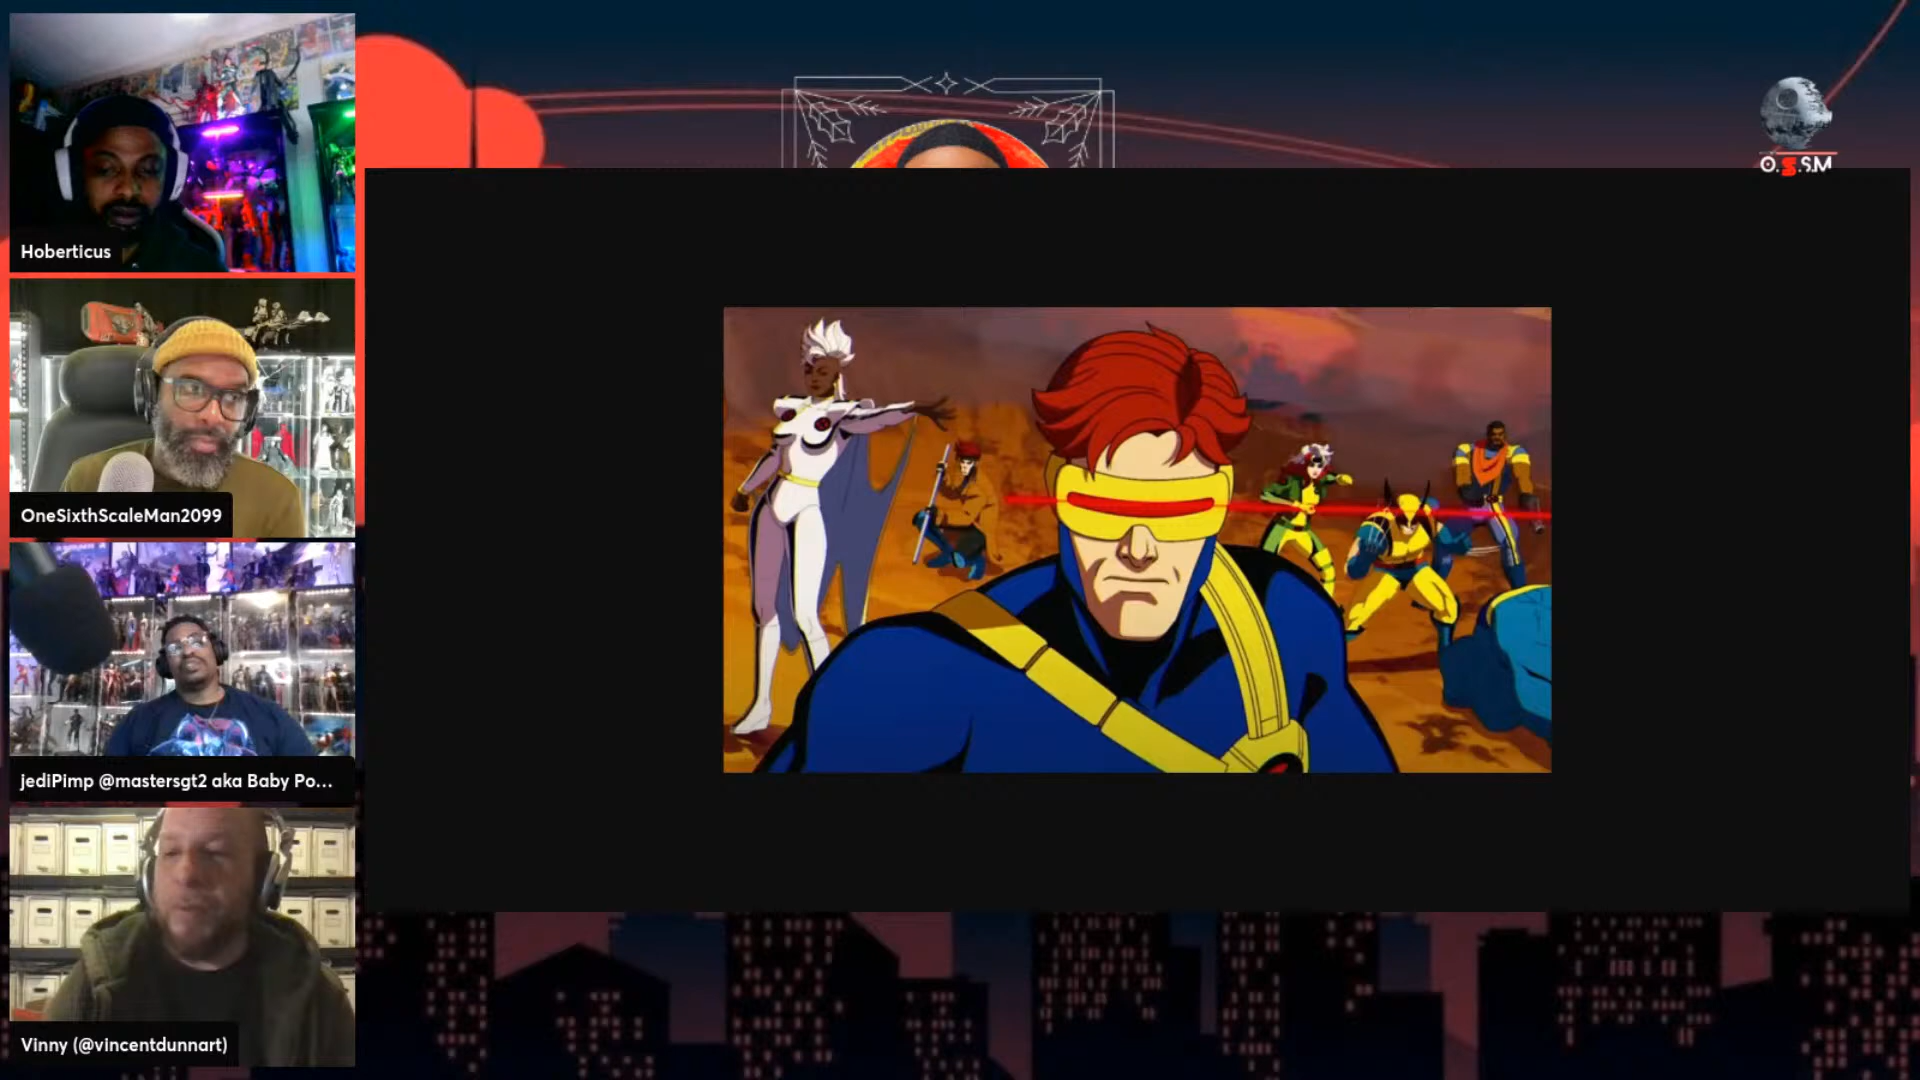 Hoberticus
OneSixthScaleMan2099
jediPimp @mastersgt2 aka Baby Po...
Vinny (@vincentdunnart)
O.S.SM